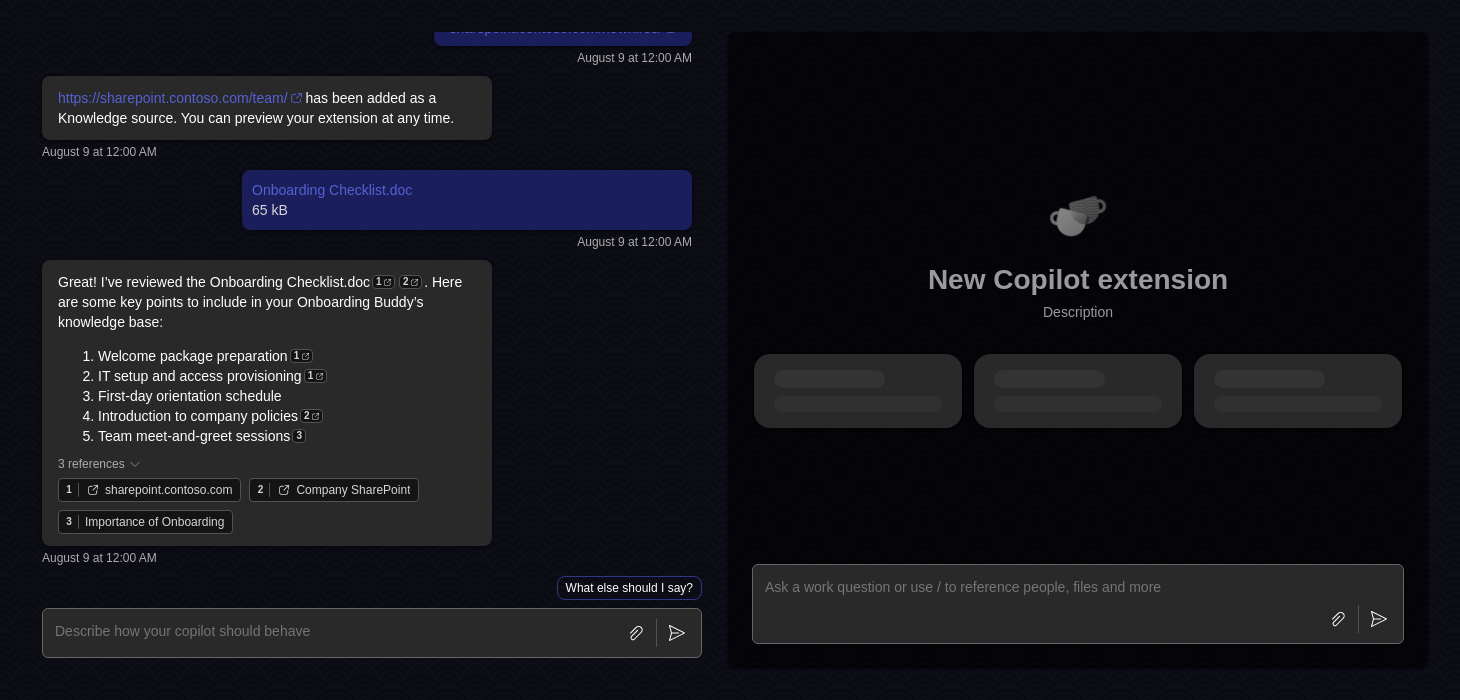 August 9 at 12:00 AM
https://sharepoint.contoso.com/team/ has been added as a
Knowledge source. You can preview your extension at any time.
August 9 at 12:00 AM
Onboarding Checklist.doc
65 kB
August 9 at 12:00 AM
Great! I’ve reviewed the Onboarding Checklist.doc 1 2 . Here
are some key points to include in your Onboarding Buddy’s
knowledge base:
1. Welcome package preparation 1
2. IT setup and access provisioning 1
3. First-day orientation schedule
4. Introduction to company policies 2
5. Team meet-and-greet sessions 3
3 references
1 sharepoint.contoso.com 2 Company SharePoint
3 Importance of Onboarding
August 9 at 12:00 AM
What else should I say?
Describe how your copilot should behave
New Copilot extension
Description
Ask a work question or use / to reference people, files and more